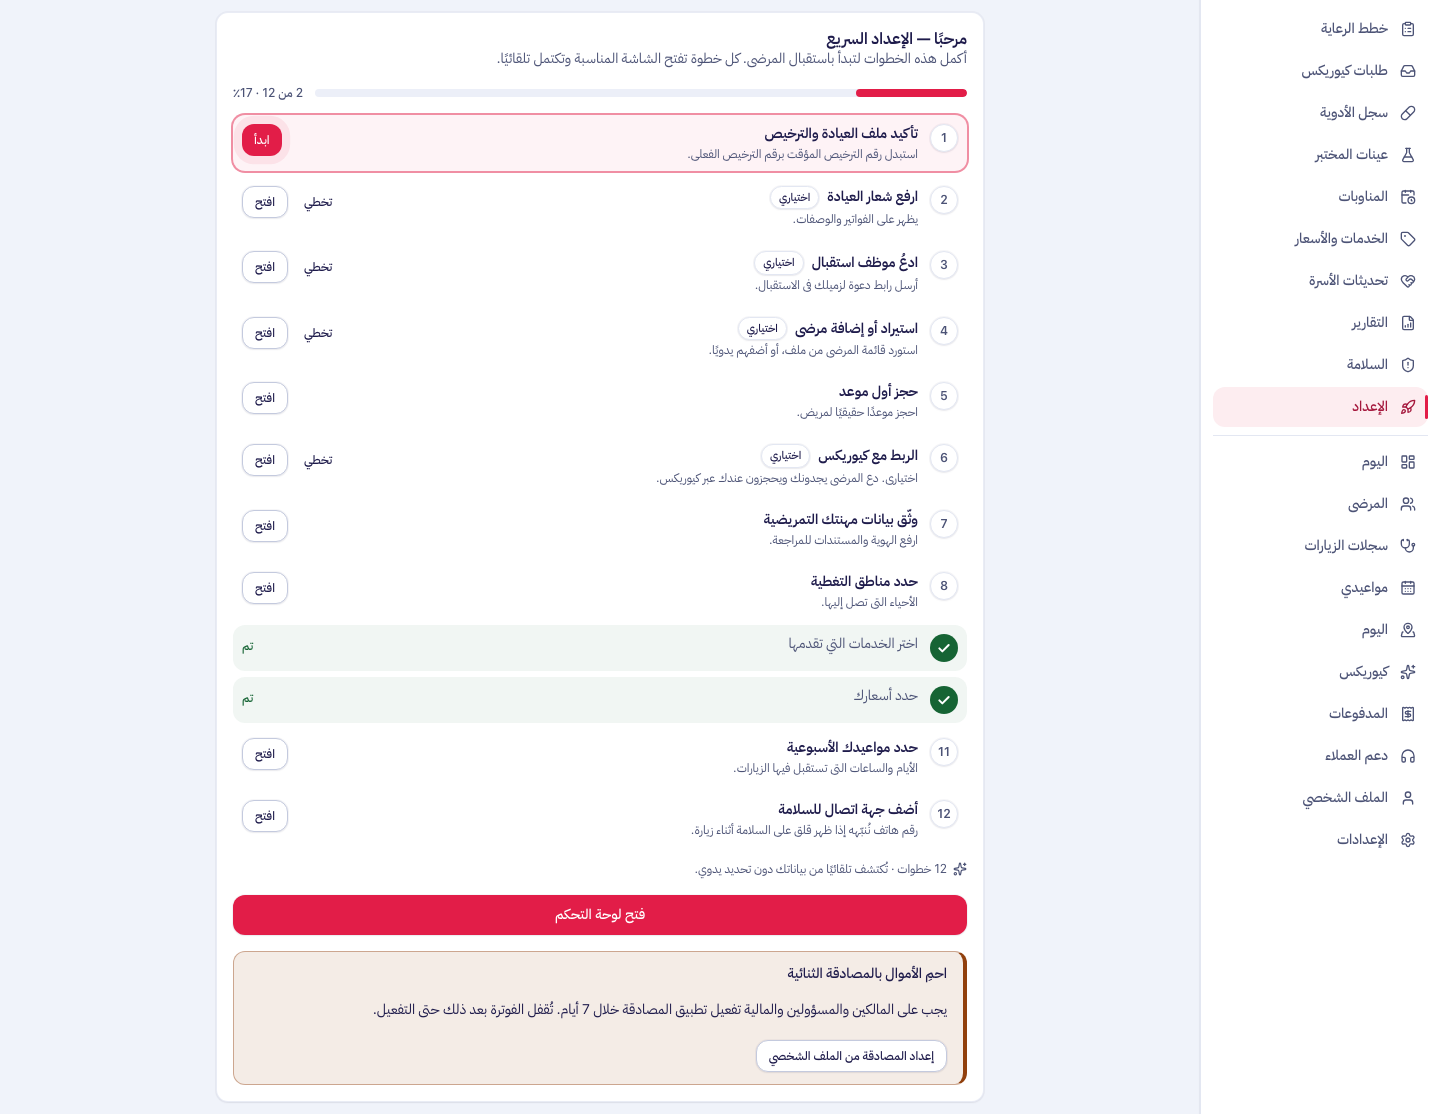 خطط الرعاية
طلبات كيوريكس
سجل الأدوية
عينات المختبر
المناوبات
الخدمات والأسعار
تحديثات الأسرة
التقارير
السلامة
الإعداد
اليوم
المرضى
سجلات الزيارات
مواعيدي
اليوم
كيوريكس
المدفوعات
دعم العملاء
الملف الشخصي
الإعدادات
مرحبًا — الإعداد السريع
أكمل هذه الخطوات لتبدأ باستقبال المرضى. كل خطوة تفتح الشاشة المناسبة وتكتمل تلقائيًا.
2 من 12 · 17٪
1 تأكيد ملف العيادة والترخيص ابدأ
استبدل رقم الترخيص المؤقت برقم الترخيص الفعلي.
2 ارفع شعار العيادة اختياري تخطي افتح
يظهر على الفواتير والوصفات.
3 ادعُ موظف استقبال اختياري تخطي افتح
أرسل رابط دعوة لزميلك في الاستقبال.
4 استيراد أو إضافة مرضى اختياري تخطي افتح
استورد قائمة المرضى من ملف، أو أضفهم يدويًا.
5 حجز أول موعد افتح
احجز موعدًا حقيقيًا لمريض.
6 الربط مع كيوريكس اختياري تخطي افتح
اختياري. دع المرضى يجدونك ويحجزون عندك عبر كيوريكس.
7 وثّق بيانات مهنتك التمريضية افتح
ارفع الهوية والمستندات للمراجعة.
8 حدد مناطق التغطية افتح
الأحياء التي تصل إليها.
اختر الخدمات التي تقدمها تم
حدد أسعارك تم
11 حدد مواعيدك الأسبوعية افتح
الأيام والساعات التي تستقبل فيها الزيارات.
12 أضف جهة اتصال للسلامة افتح
رقم هاتف نُنبّهه إذا ظهر قلق على السلامة أثناء زيارة.
12 خطوات · تُكتشف تلقائيًا من بياناتك دون تحديد يدوي.
فتح لوحة التحكم
احمِ الأموال بالمصادقة الثنائية
يجب على المالكين والمسؤولين والمالية تفعيل تطبيق المصادقة خلال 7 أيام. تُقفل الفوترة بعد ذلك حتى التفعيل.
إعداد المصادقة من الملف الشخصي